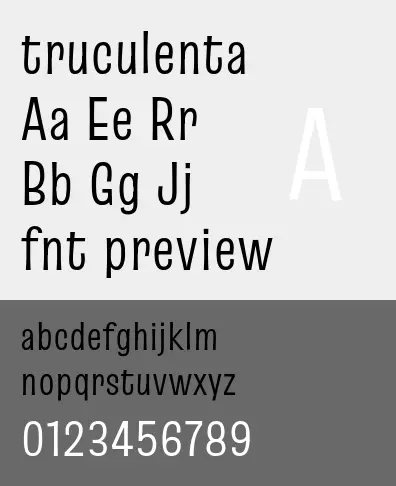 truculenta
Aa Ee Rr
A
Bb Gg Jj
fnt preview
abcdefghijklm
nopqrstuvwxyz
0123456789